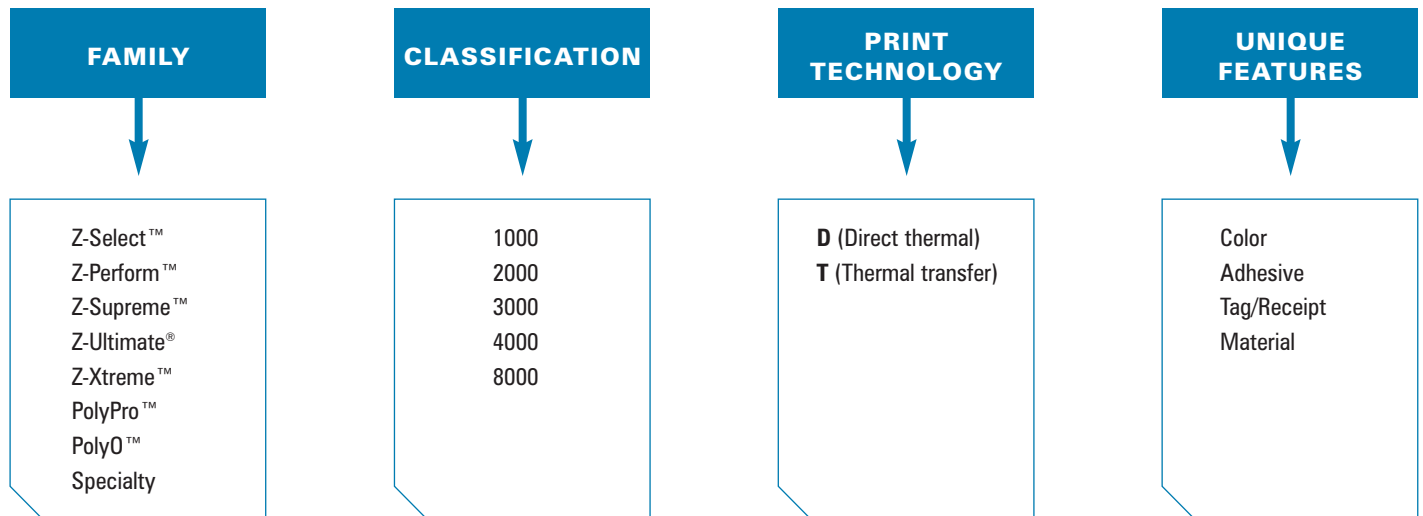 FAMILY
Z-Select™
Z-Perform™
Z-Supreme™
Z-Ultimate®
Z-Xtreme™
PolyPro™
PolyO™
Specialty
CLASSIFICATION
1000
2000
3000
4000
8000
PRINT
TECHNOLOGY
D (Direct thermal)
T (Thermal transfer)
UNIQUE
FEATURES
Color
Adhesive
Tag/Receipt
Material